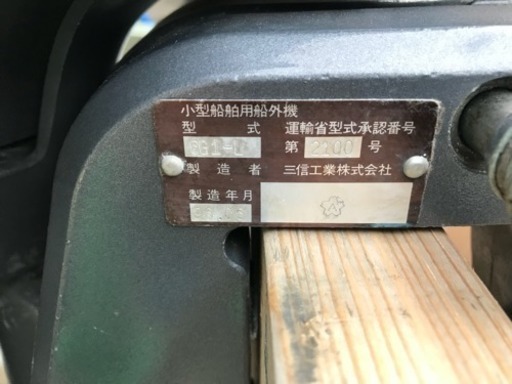 小型船舶用船外機
型 式 運輸省型式承認番号
第 2200 号
製造者 三信工業株式会社
製造年月